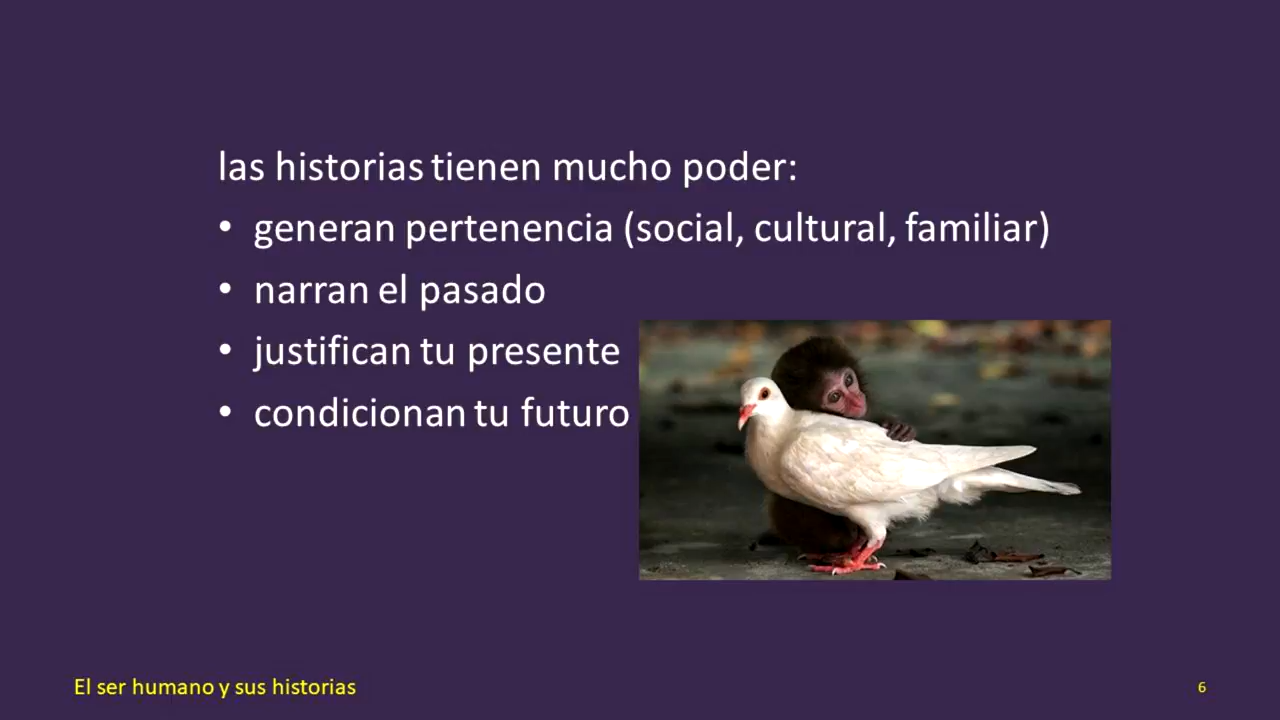 las historias tienen mucho poder:
• generan pertenencia (social, cultural, familiar)
• narran el pasado
• justifican tu presente
• condicionan tu futuro
El ser humano y sus historias
6